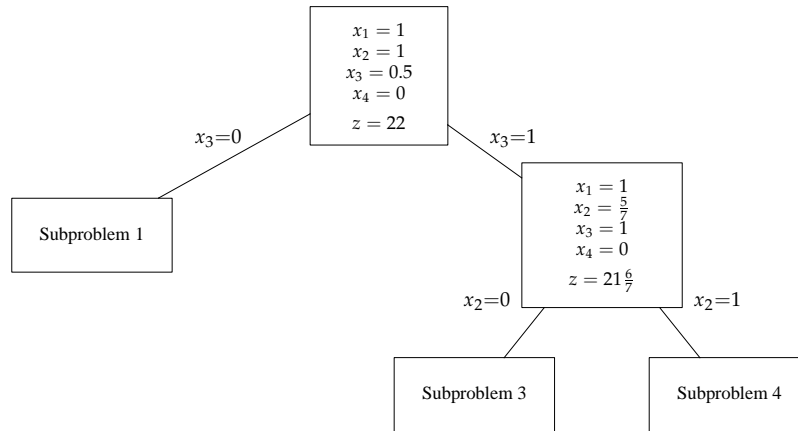 x₁ = 1
x₂ = 1
x₃ = 0.5
x₄ = 0
z = 22
x₃=0
x₃=1
Subproblem 1
x₁ = 1
x₂ = 5/7
x₃ = 1
x₄ = 0
z = 21 6/7
x₂=0
x₂=1
Subproblem 3
Subproblem 4